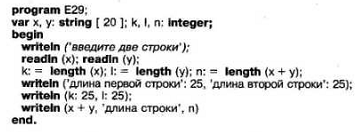 program E29;
var x, y: string [ 20 ]; k, l, n: integer;
begin
writeln ('введите две строки');
readln (x); readln (y);
k: = length (x); l: = length (y); n: = length (x + y);
writeln ('длина первой строки': 25, 'длина второй строки': 25);
writeln (k: 25, l: 25);
writeln (x + y, 'длина строки', n)
end.